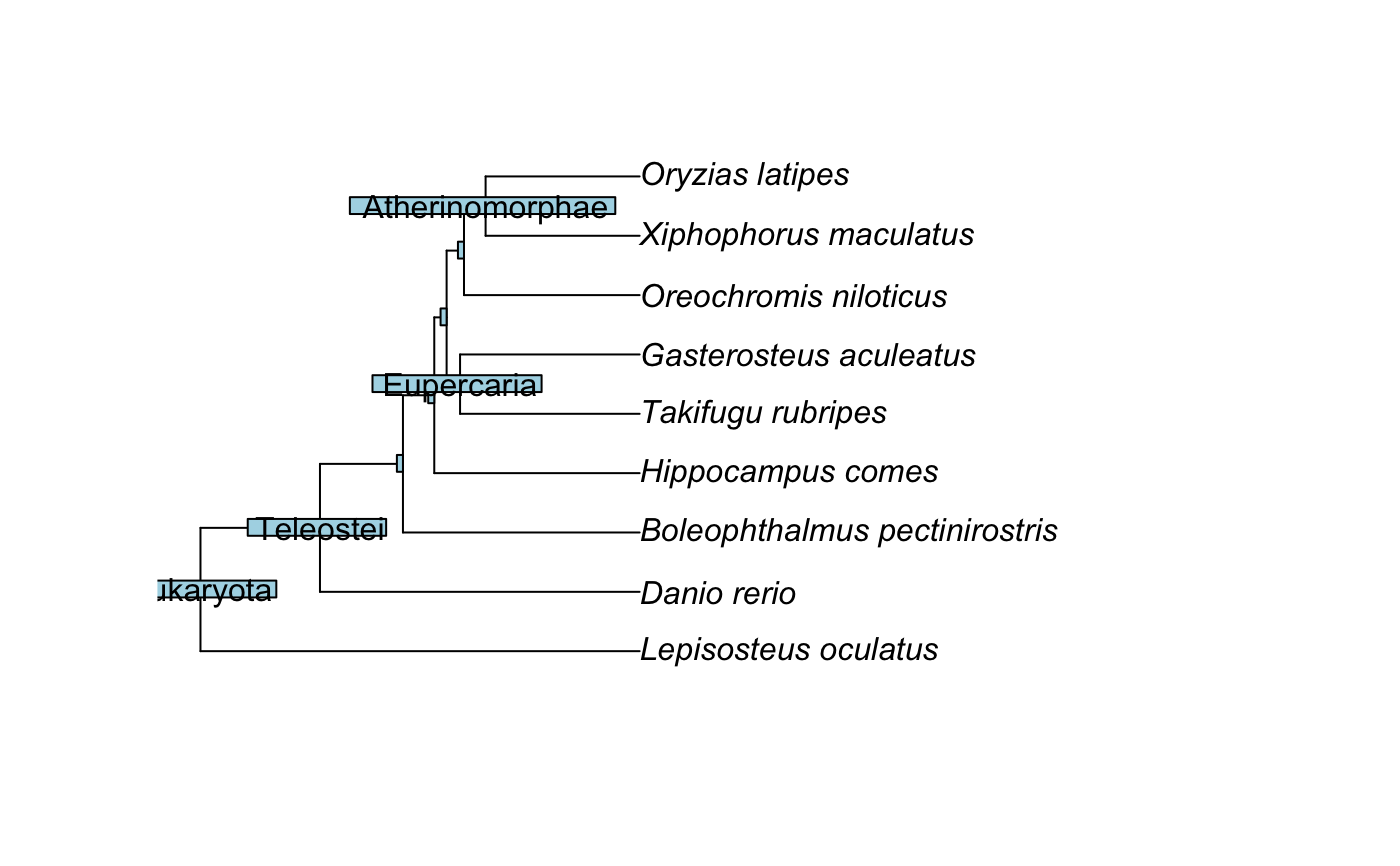 Oryzias latipes
Atherinomorphae
Xiphophorus maculatus
Oreochromis niloticus
Gasterosteus aculeatus
Eupercaria
Takifugu rubripes
Hippocampus comes
Teleostei
Boleophthalmus pectinirostris
ukaryota
Danio rerio
Lepisosteus oculatus